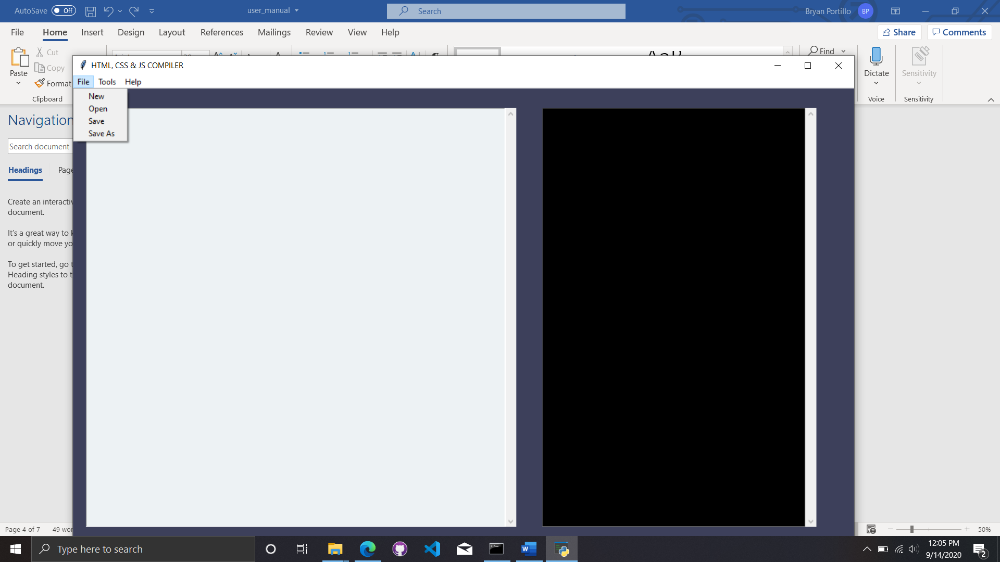 AutoSave Off
user_manual
Search
Bryan Portillo BP
File Home Insert Design Layout References Mailings Review View Help
Share Comments
Cut
Copy
Format
Paste
Clipboard
Find
Dictate
Voice
Sensitivity
Sensitivity
HTML, CSS & JS COMPILER
File Tools Help
New
Open
Save
Save As
Navigation
Search document
Headings
Create an
document.
It's a great way to
or quickly move
To get started, go
Heading styles to
document.
Page 4 of 7 49
50%
Type here to search
12:05 PM
9/14/2020
2